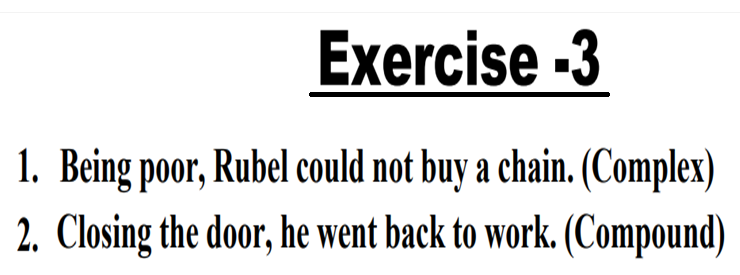 Exercise -3
1. Being poor, Rubel could not buy a chain. (Complex)
2. Closing the door, he went back to work. (Compound)